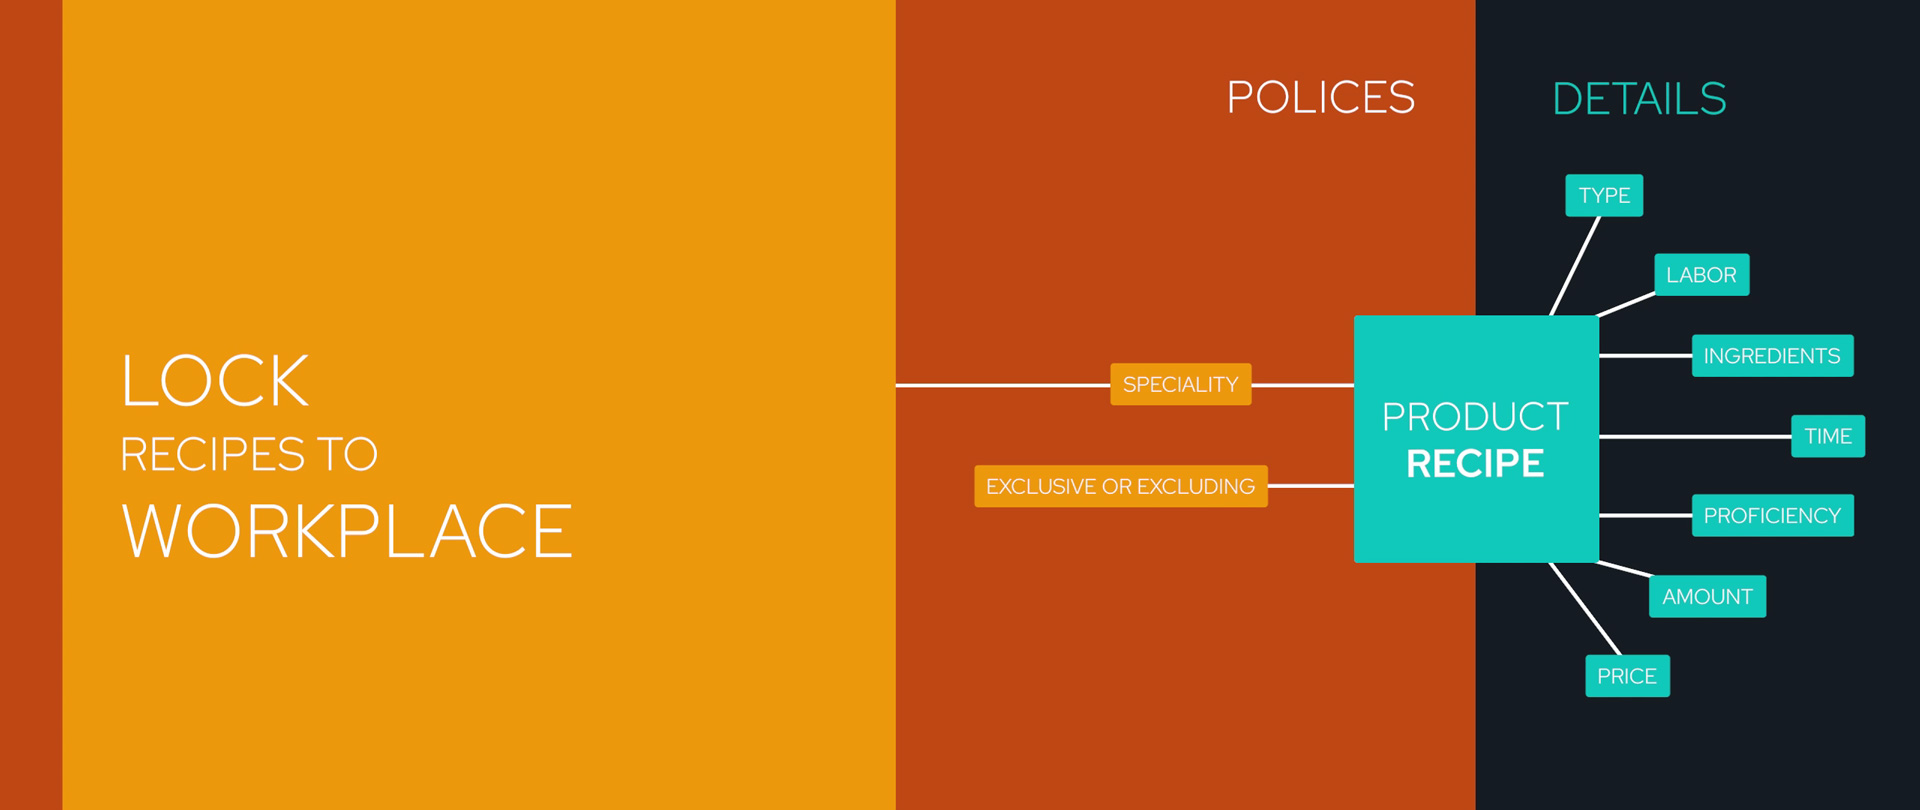 LOCK
RECIPES TO
WORKPLACE
POLICES
SPECIALITY
EXCLUSIVE OR EXCLUDING
PRODUCT
RECIPE
DETAILS
TYPE
LABOR
INGREDIENTS
TIME
PROFICIENCY
AMOUNT
PRICE